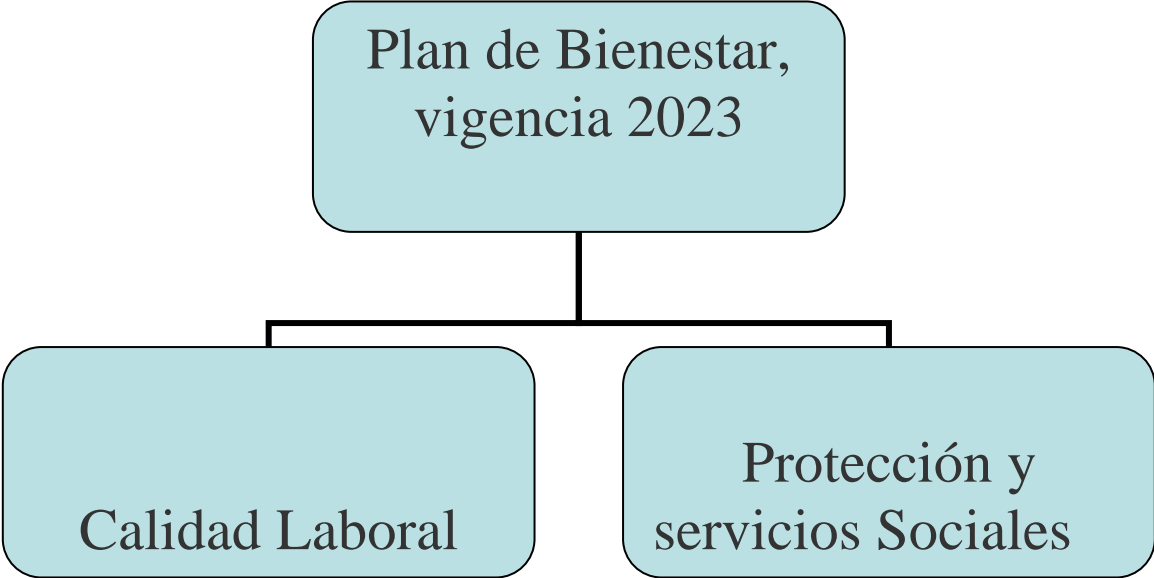 Plan de Bienestar,
vigencia 2023
Calidad Laboral
Protección y
servicios Sociales